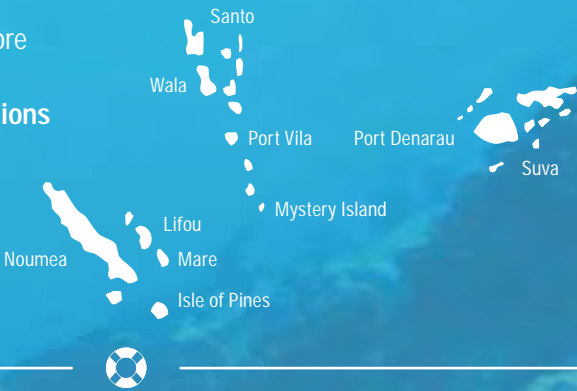 Santo
ore
Wala
ions
Port Vila
Port Denarau
Suva
Mystery Island
Lifou
Noumea
Mare
Isle of Pines